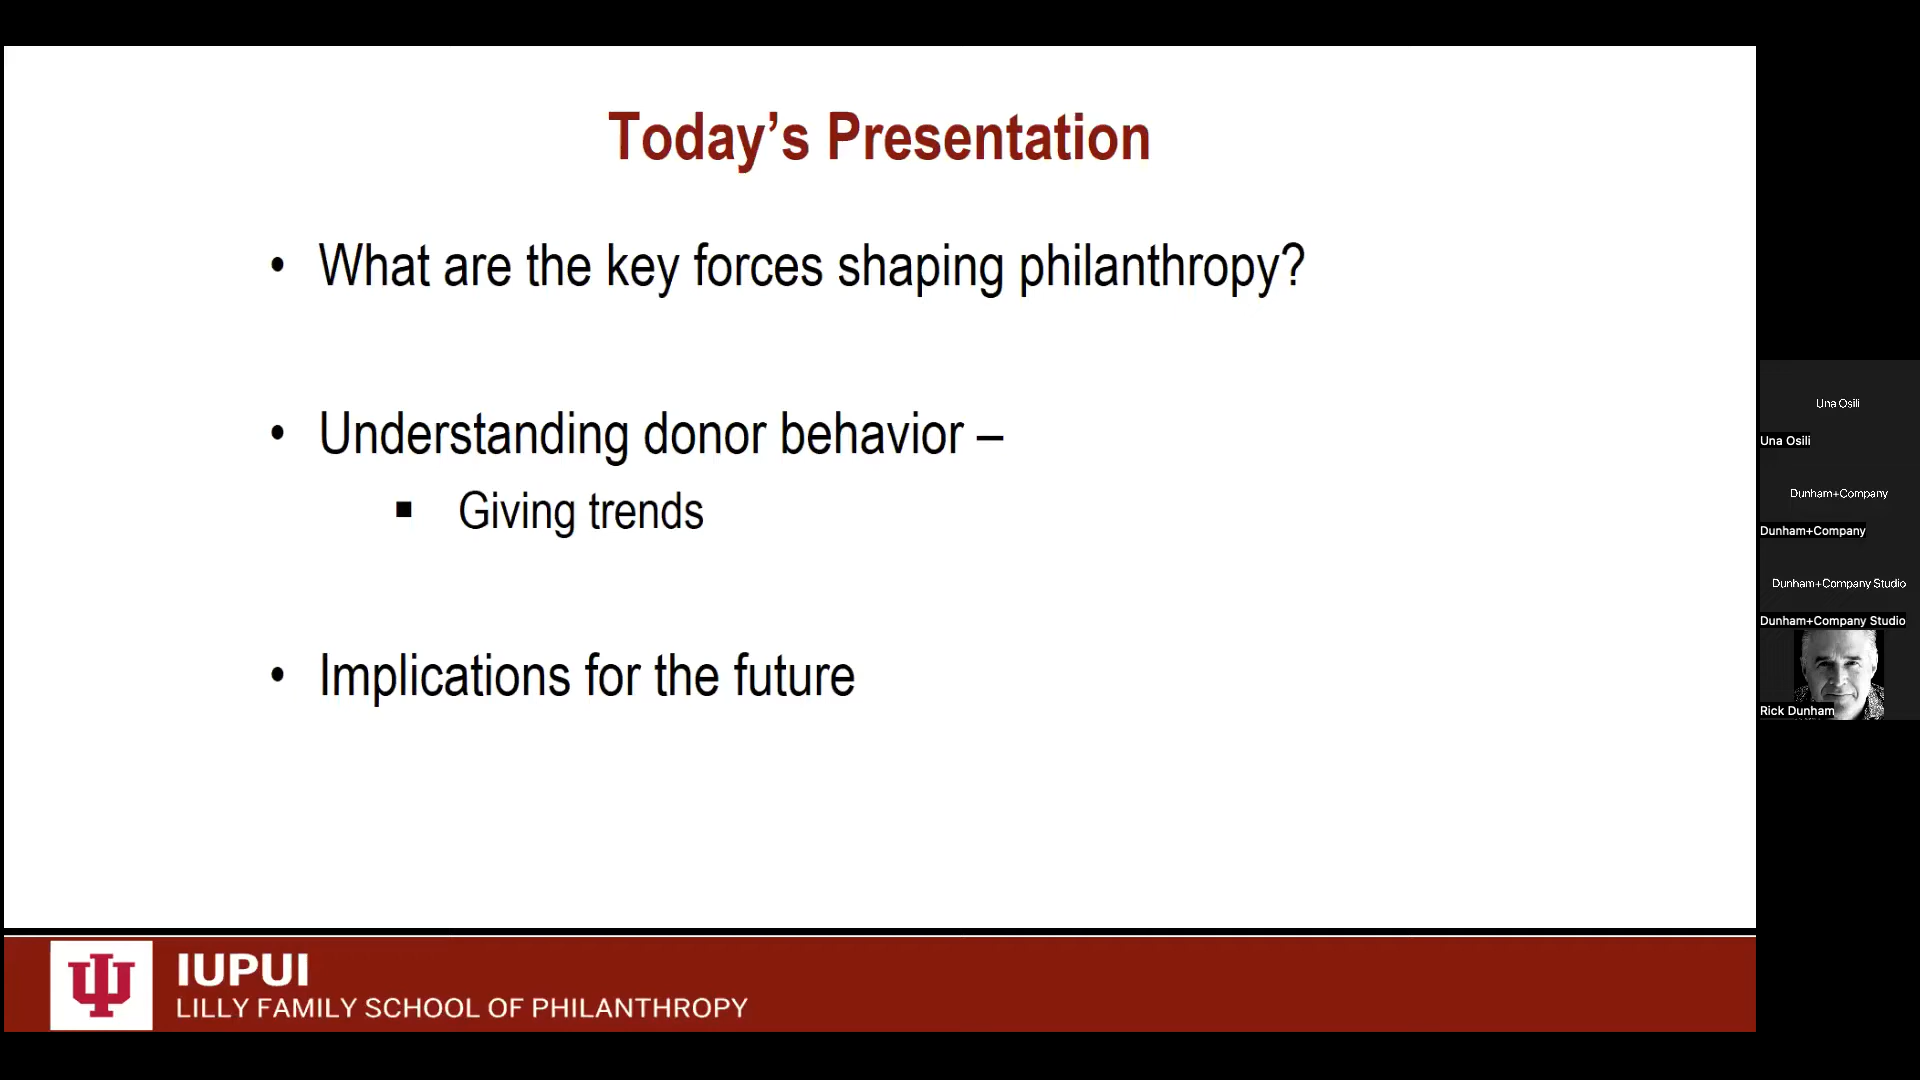 Today’s Presentation
• What are the key forces shaping philanthropy?
• Understanding donor behavior –
▪ Giving trends
• Implications for the future
IUPUI
LILLY FAMILY SCHOOL OF PHILANTHROPY
Una Osili
Una Osili
Dunham+Company
Dunham+Company
Dunham+Company Studio
Dunham+Company Studio
Rick Dunham